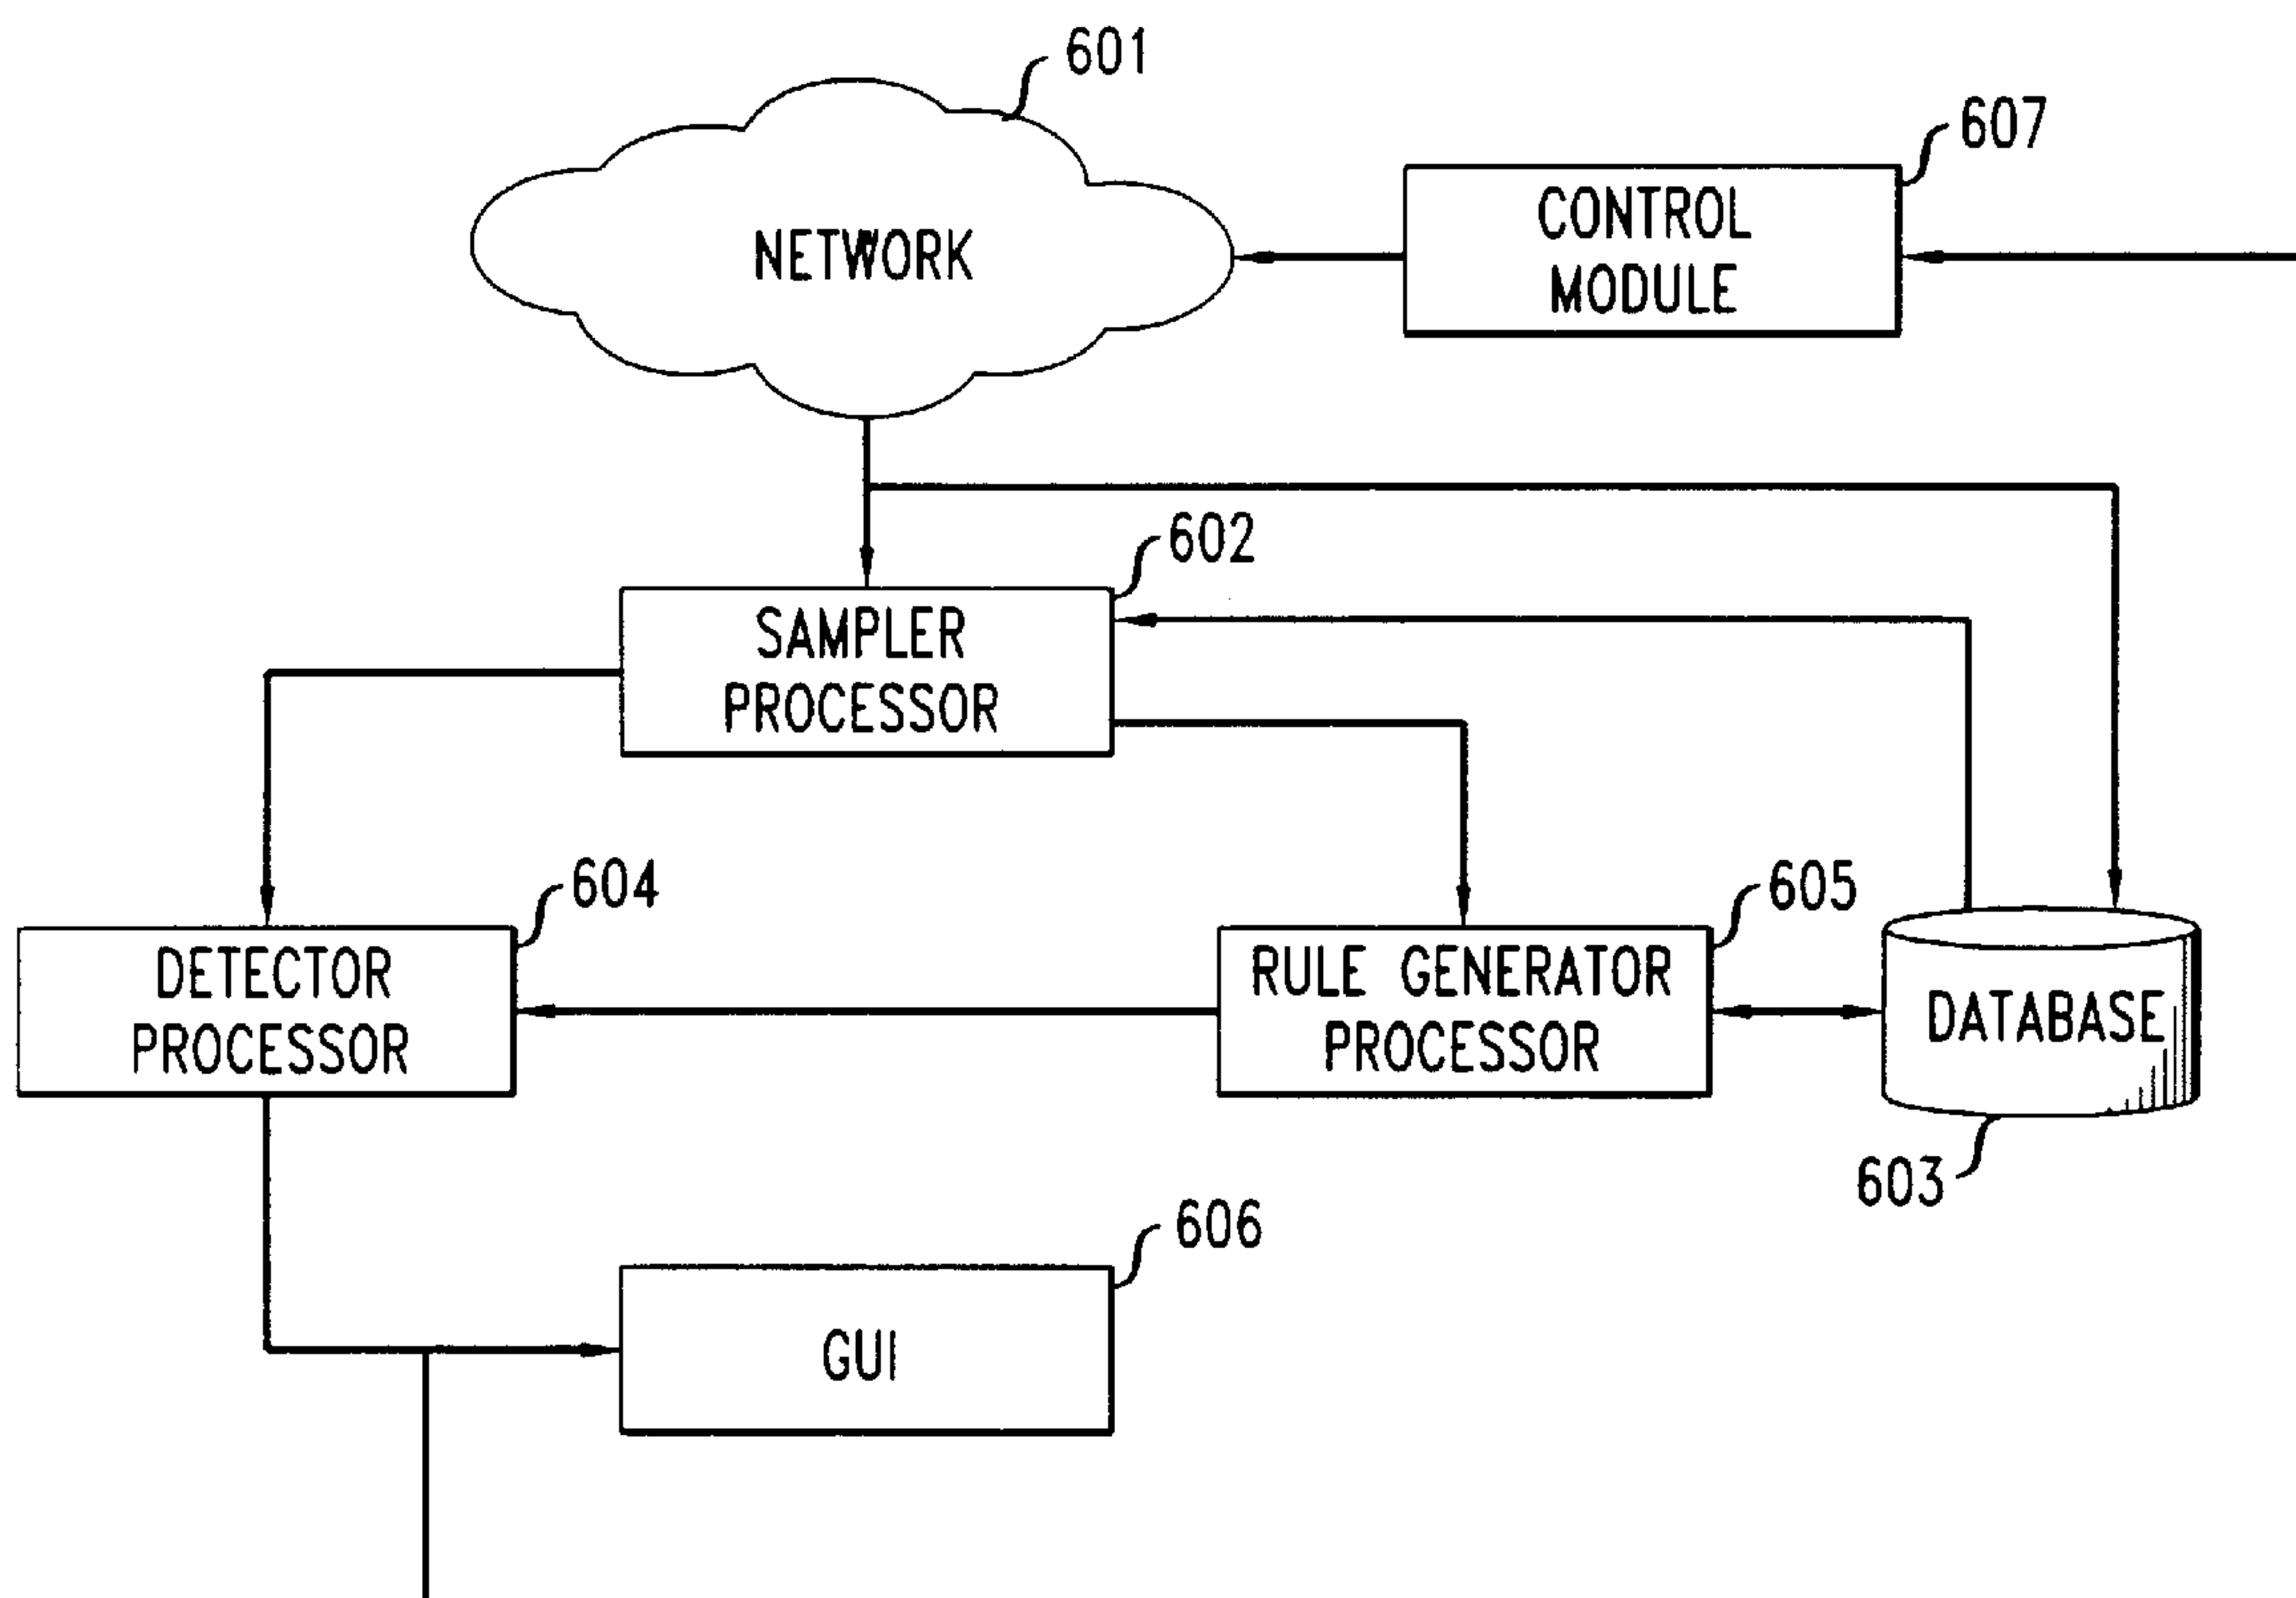 601
607
NETWORK
CONTROL
MODULE
602
SAMPLER
PROCESSOR
604
605
DETECTOR
PROCESSOR
RULE GENERATOR
PROCESSOR
DATABASE
603
606
GUI